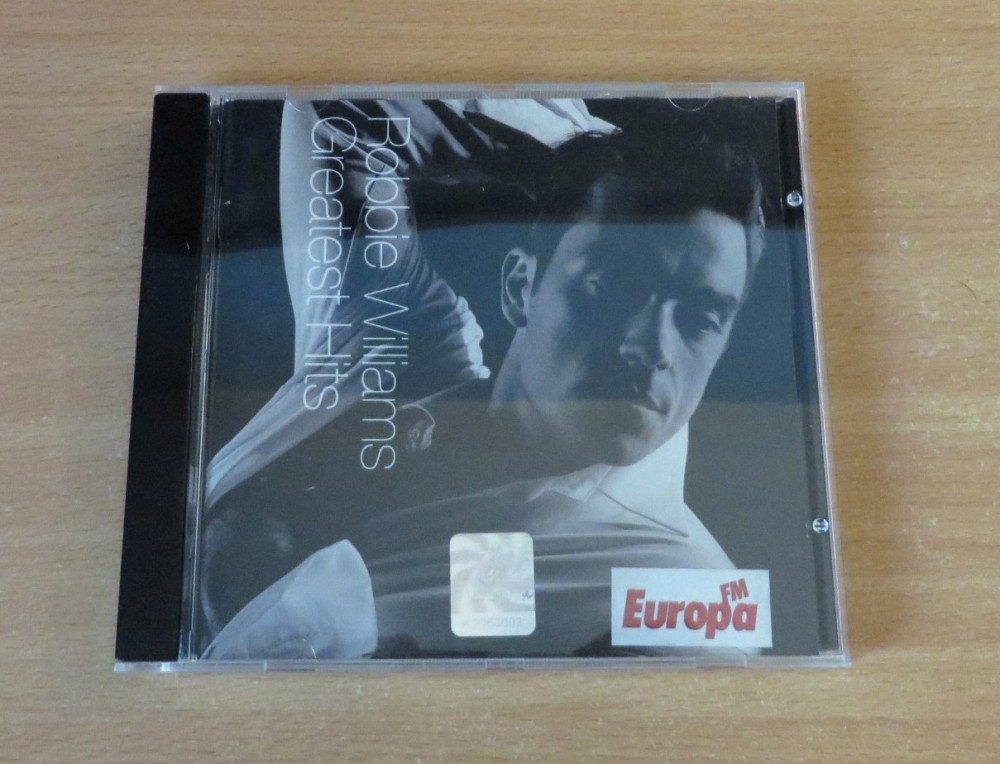 Robbie Williams
Greatest Hits
Europa FM